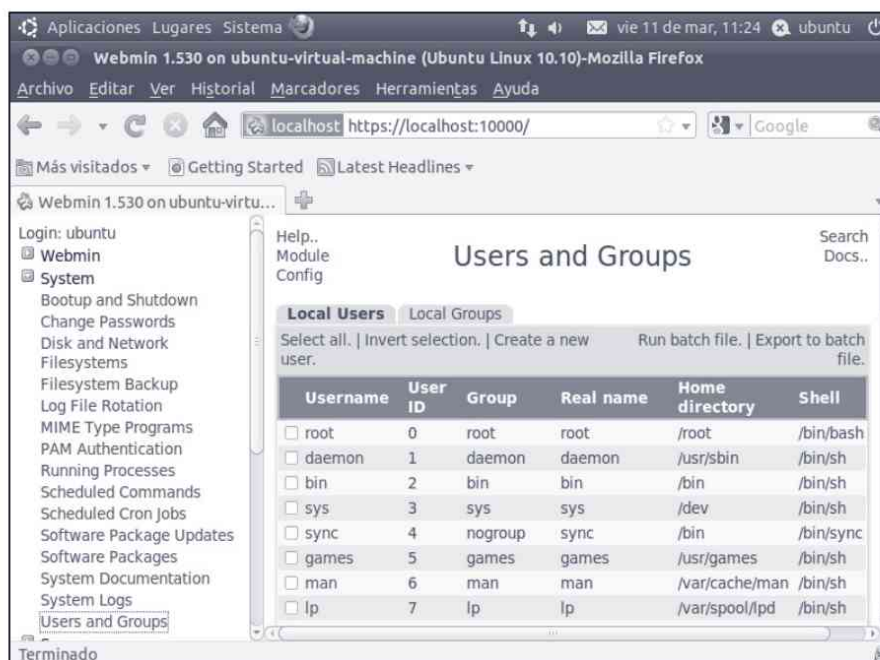 Aplicaciones Lugares Sistema vie 11 de mar, 11:24 ubuntu
Webmin 1.530 on ubuntu-virtual-machine (Ubuntu Linux 10.10)-Mozilla Firefox
Archivo Editar Ver Historial Marcadores Herramientas Ayuda
localhost https://localhost:10000/ Google
Más visitados Getting Started Latest Headlines
Webmin 1.530 on ubuntu-virtu...
Login: ubuntu
Webmin
System
Bootup and Shutdown
Change Passwords
Disk and Network
Filesystems
Filesystem Backup
Log File Rotation
MIME Type Programs
PAM Authentication
Running Processes
Scheduled Commands
Scheduled Cron Jobs
Software Package Updates
Software Packages
System Documentation
System Logs
Users and Groups
Help..
Module
Config
Users and Groups
Search
Docs..
Local Users Local Groups
Select all. | Invert selection. | Create a new
user.
Run batch file. | Export to batch
file.
Username User ID Group Real name Home directory Shell
root 0 root root /root /bin/bash
daemon 1 daemon daemon /usr/sbin /bin/sh
bin 2 bin bin /bin /bin/sh
sys 3 sys sys /dev /bin/sh
sync 4 nogroup sync /bin /bin/sync
games 5 games games /usr/games /bin/sh
man 6 man man /var/cache/man /bin/sh
lp 7 lp lp /var/spool/lpd /bin/sh
Terminado